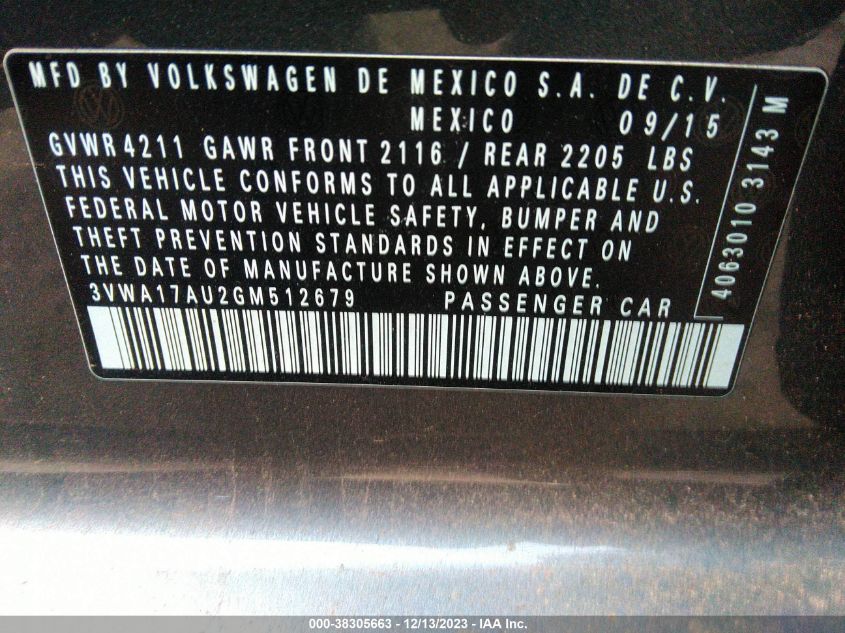 MFD BY VOLKSWAGEN DE MEXICO S.A. DE C.V.
MEXICO 09/15
GVWR 4211 GAWR FRONT 2116 / REAR 2205 LBS
THIS VEHICLE CONFORMS TO ALL APPLICABLE U.S.
FEDERAL MOTOR VEHICLE SAFETY, BUMPER AND
THEFT PREVENTION STANDARDS IN EFFECT ON
THE DATE OF MANUFACTURE SHOWN ABOVE.
3VWA17AU2GM512679 PASSENGER CAR
4063010 3143 M
000-38305663 - 12/13/2023 - IAA Inc.